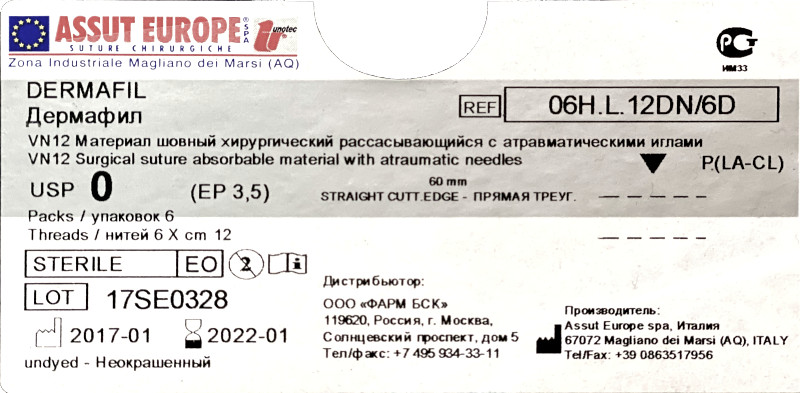 ASSUT EUROPE SPA unotec
SUTURE CHIRURGICHE
Zona Industriale Magliano dei Marsi (AQ)
ИМ33
DERMAFIL
Дермафил
REF 06H.L.12DN/6D
VN12 Материал шовный хирургический рассасывающийся с атравматическими иглами
VN12 Surgical suture absorbable material with atraumatic needles
P.(LA-CL)
USP 0 (EP 3,5)
60 mm
STRAIGHT CUTT.EDGE - ПРЯМАЯ ТРЕУГ.
Packs / упаковок 6
Threads / нитей 6 X cm 12
STERILE EO 2 i
LOT 17SE0328
2017-01 2022-01
undyed - Неокрашенный
Дистрибьютор:
ООО «ФАРМ БСК»
119620, Россия, г. Москва,
Солнцевский проспект, дом 5
Тел/факс: +7 495 934-33-11
Производитель:
Assut Europe spa, Италия
67072 Magliano dei Marsi (AQ), ITALY
Tel/Fax: +39 0863517956